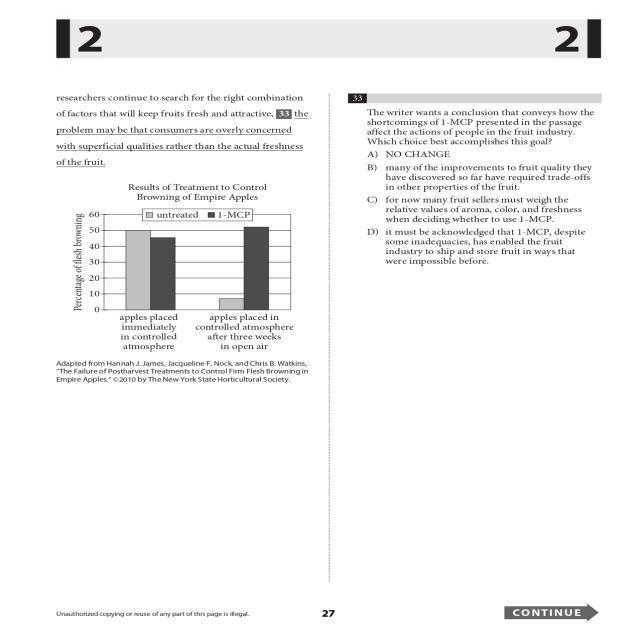 2 2
researchers continue to search for the right combination
of factors that will keep fruits fresh and attractive, 33 the
problem may be that consumers are overly concerned
with superficial qualities rather than the actual freshness
of the fruit.
Results of Treatment to Control
Browning of Empire Apples
untreated 1-MCP
Percentage of flesh browning
60
50
40
30
20
10
0
apples placed
immediately
in controlled
atmosphere
apples placed in
controlled atmosphere
after three weeks
in open air
Adapted from Hannah J. James, Jacqueline F. Nock, and Chris B. Watkins,
"The Failure of Postharvest Treatments to Control Firm Flesh Browning in
Empire Apples." ©2010 by The New York State Horticultural Society.
33
The writer wants a conclusion that conveys how the
shortcomings of 1-MCP presented in the passage
affect the actions of people in the fruit industry.
Which choice best accomplishes this goal?
A) NO CHANGE
B) many of the improvements to fruit quality they
have discovered so far have required trade-offs
in other properties of the fruit.
C) for now many fruit sellers must weigh the
relative values of aroma, color, and freshness
when deciding whether to use 1-MCP.
D) it must be acknowledged that 1-MCP, despite
some inadequacies, has enabled the fruit
industry to ship and store fruit in ways that
were impossible before.
Unauthorized copying or reuse of any part of this page is illegal.
27
CONTINUE